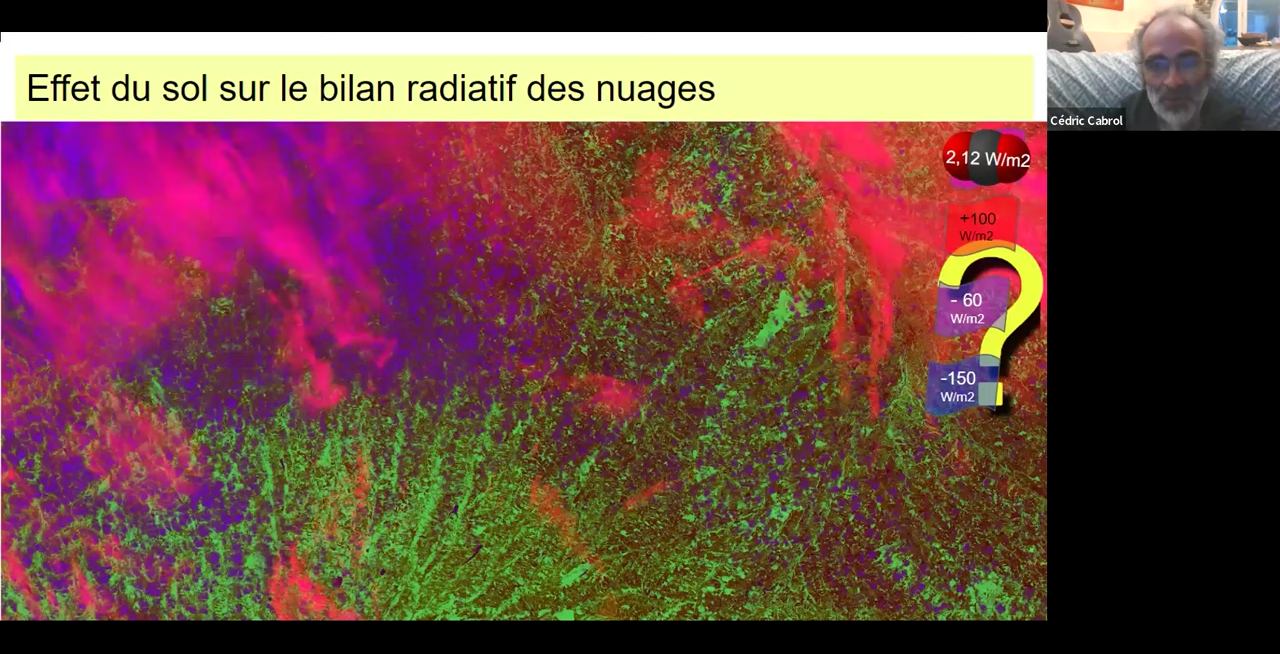 Effet du sol sur le bilan radiatif des nuages
Cédric Cabrol
2,12 W/m2
+100
W/m2
?
- 60
W/m2
-150
W/m2